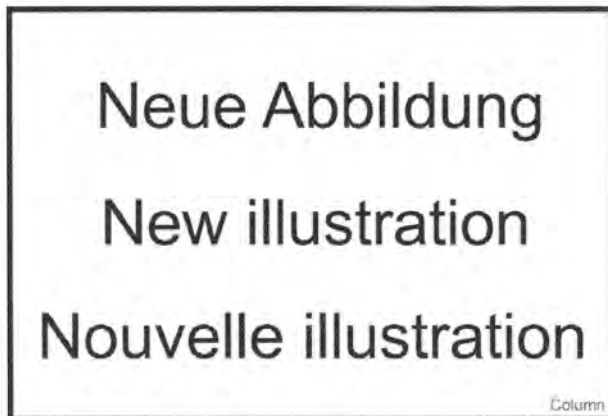 Neue Abbildung
New illustration
Nouvelle illustration
Column